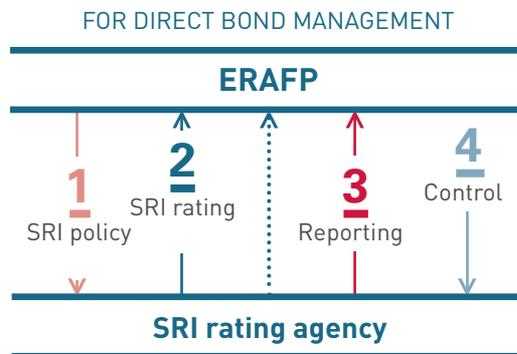 FOR DIRECT BOND MANAGEMENT
ERAFP
1
SRI policy
2
SRI rating
3
Reporting
4
Control
SRI rating agency